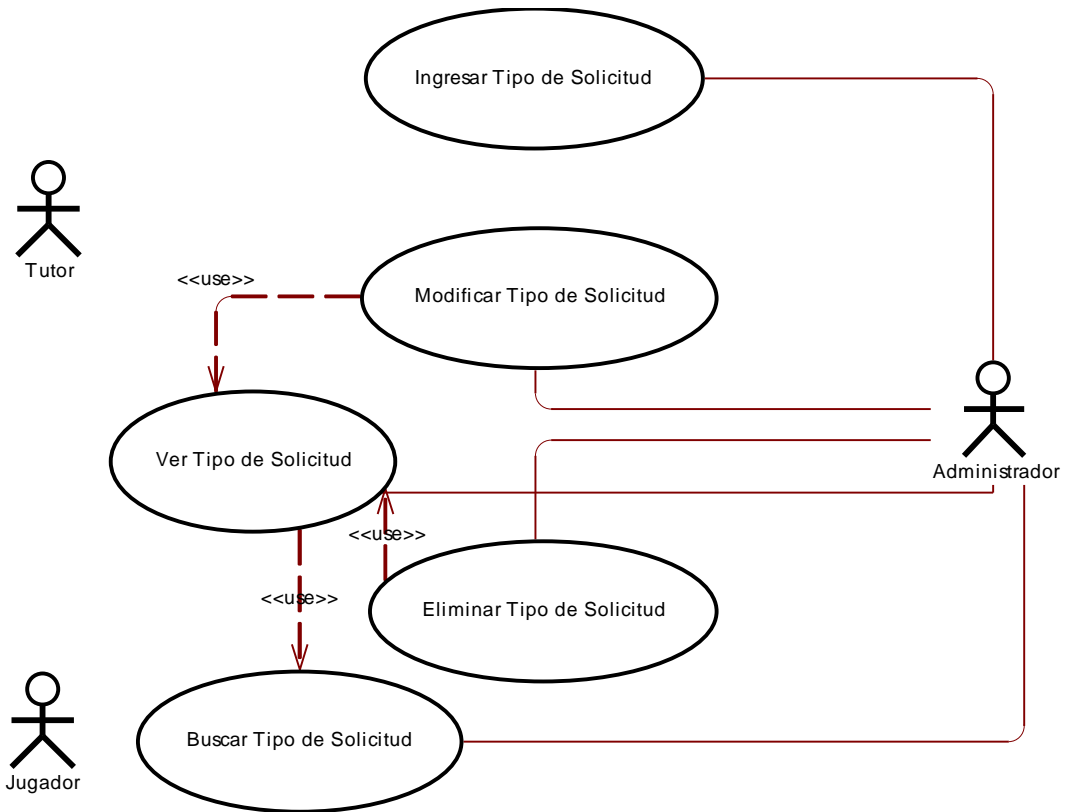 Ingresar Tipo de Solicitud
Tutor
<<use>>
Modificar Tipo de Solicitud
Ver Tipo de Solicitud
Administrador
<<use>>
<<use>>
Eliminar Tipo de Solicitud
Buscar Tipo de Solicitud
Jugador